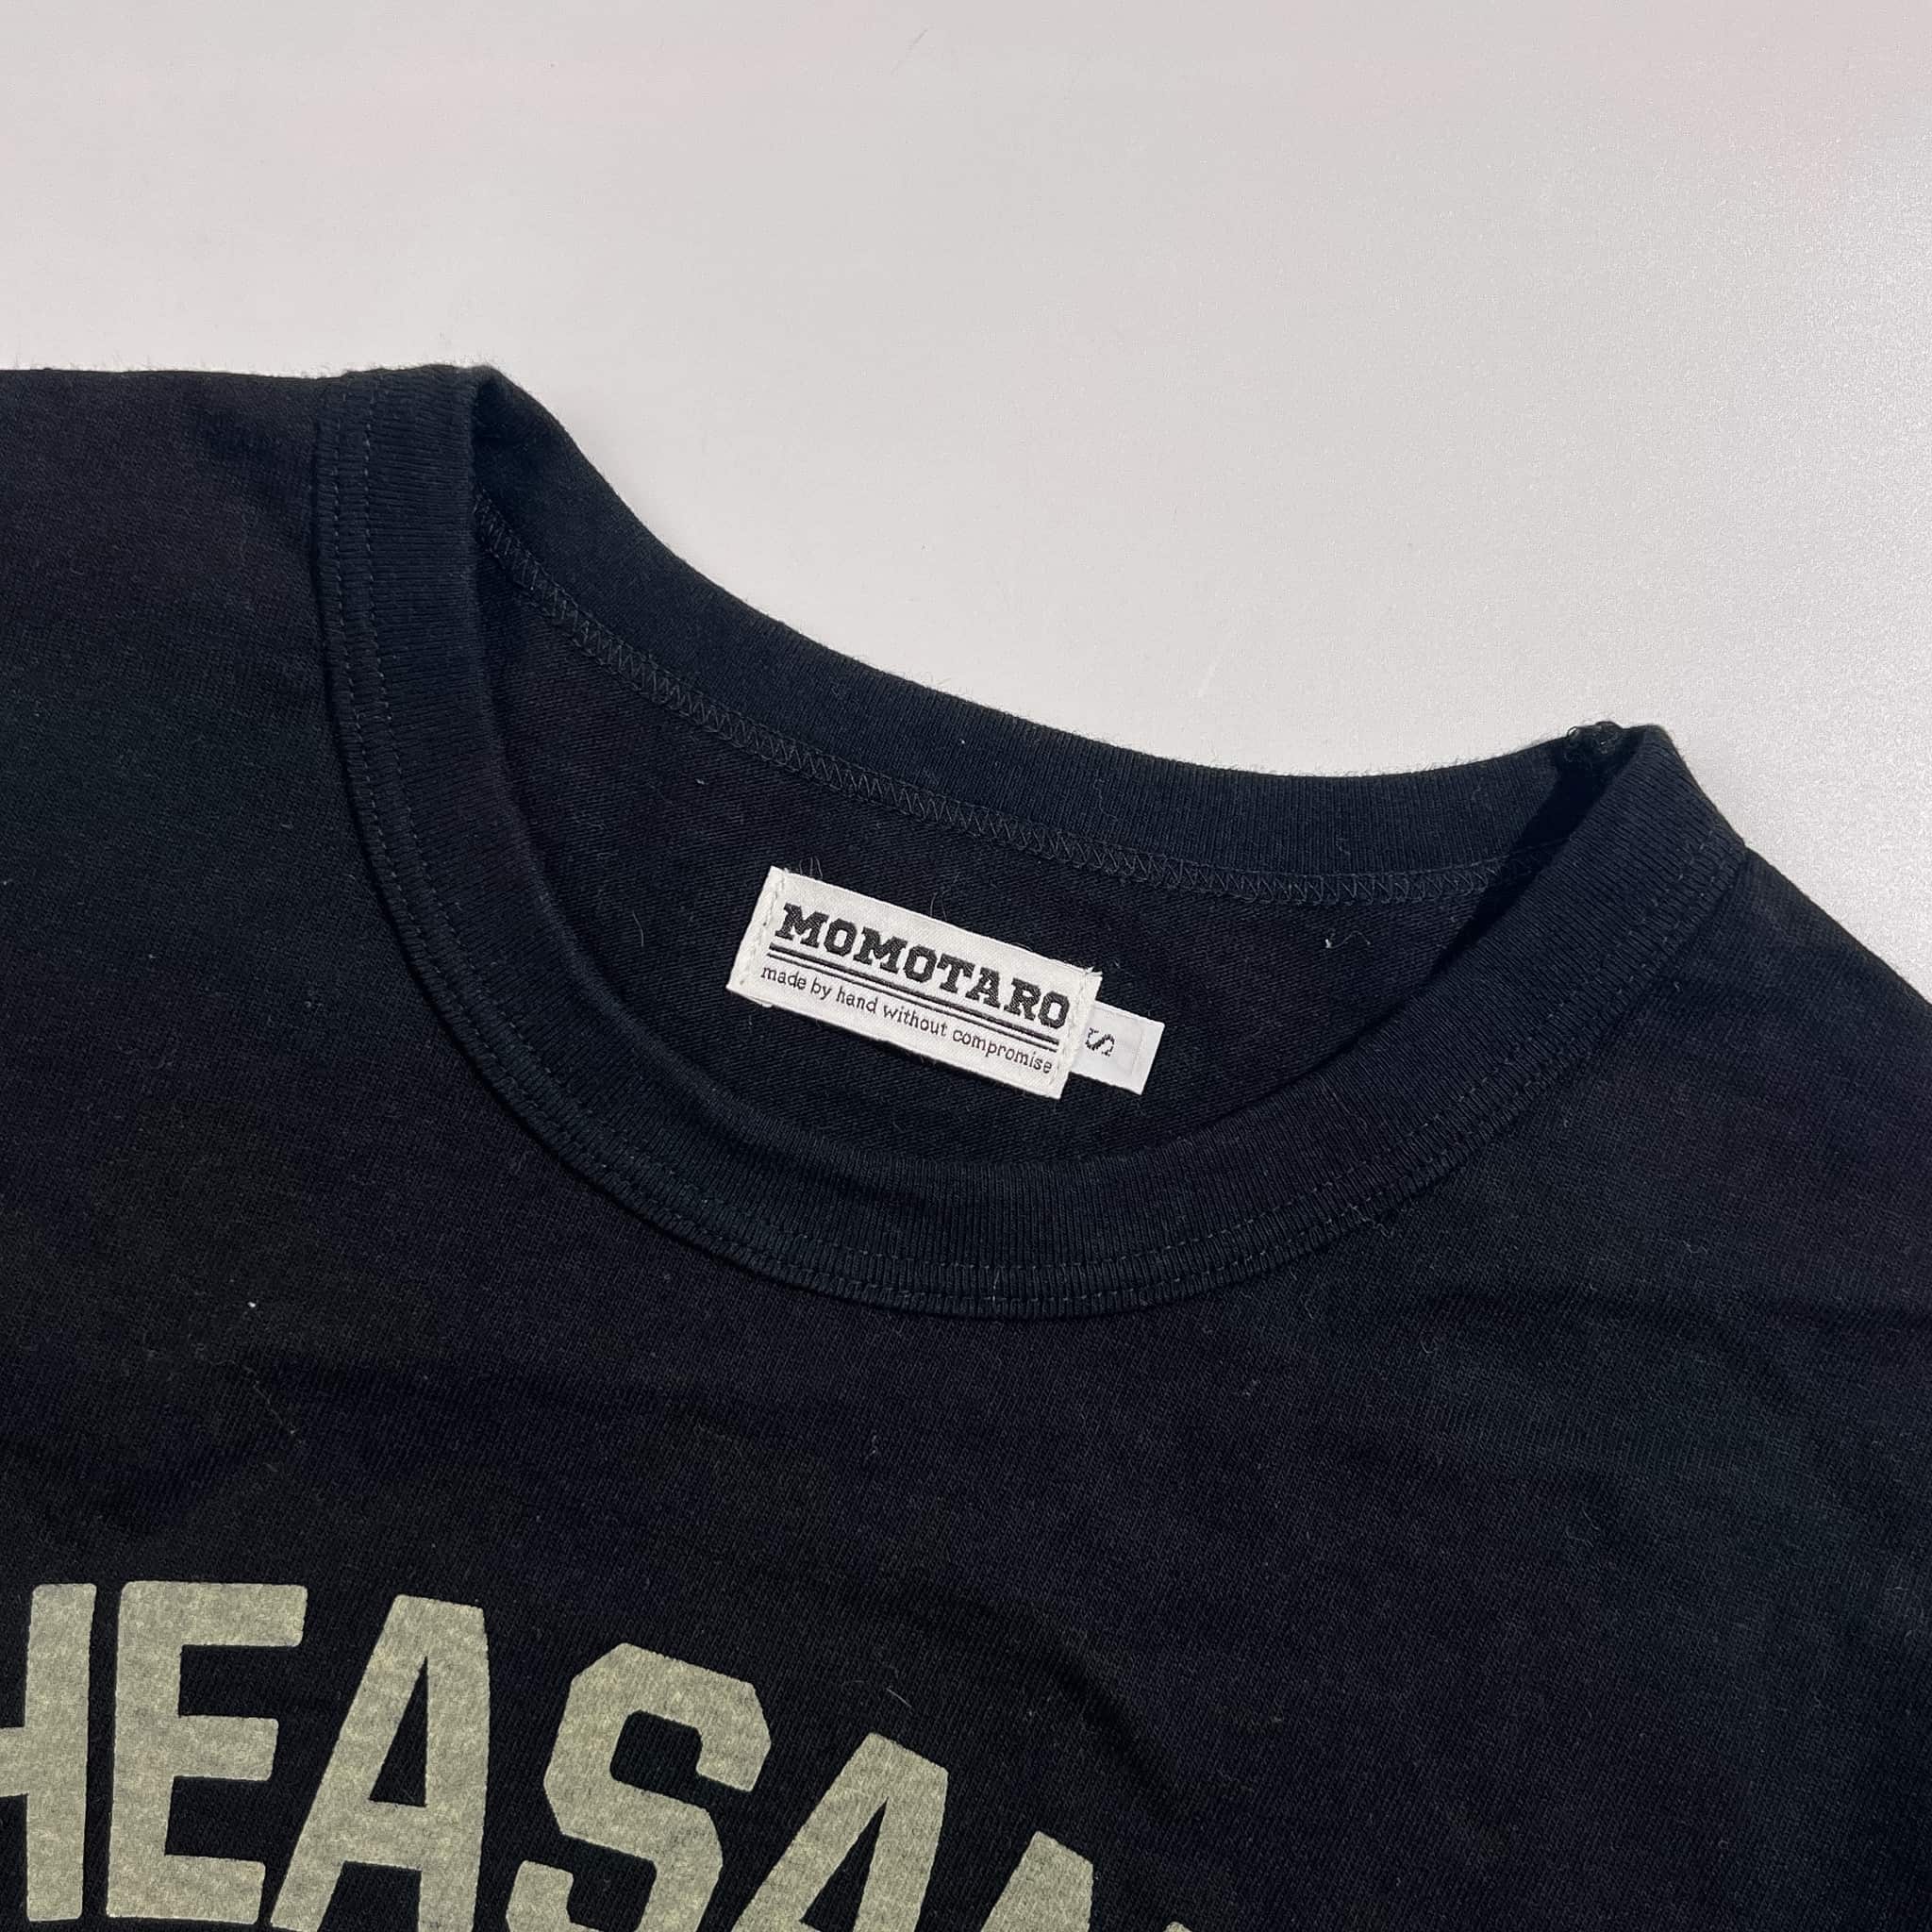 MOMOTARO
made by hand without compromise
S
HEASA